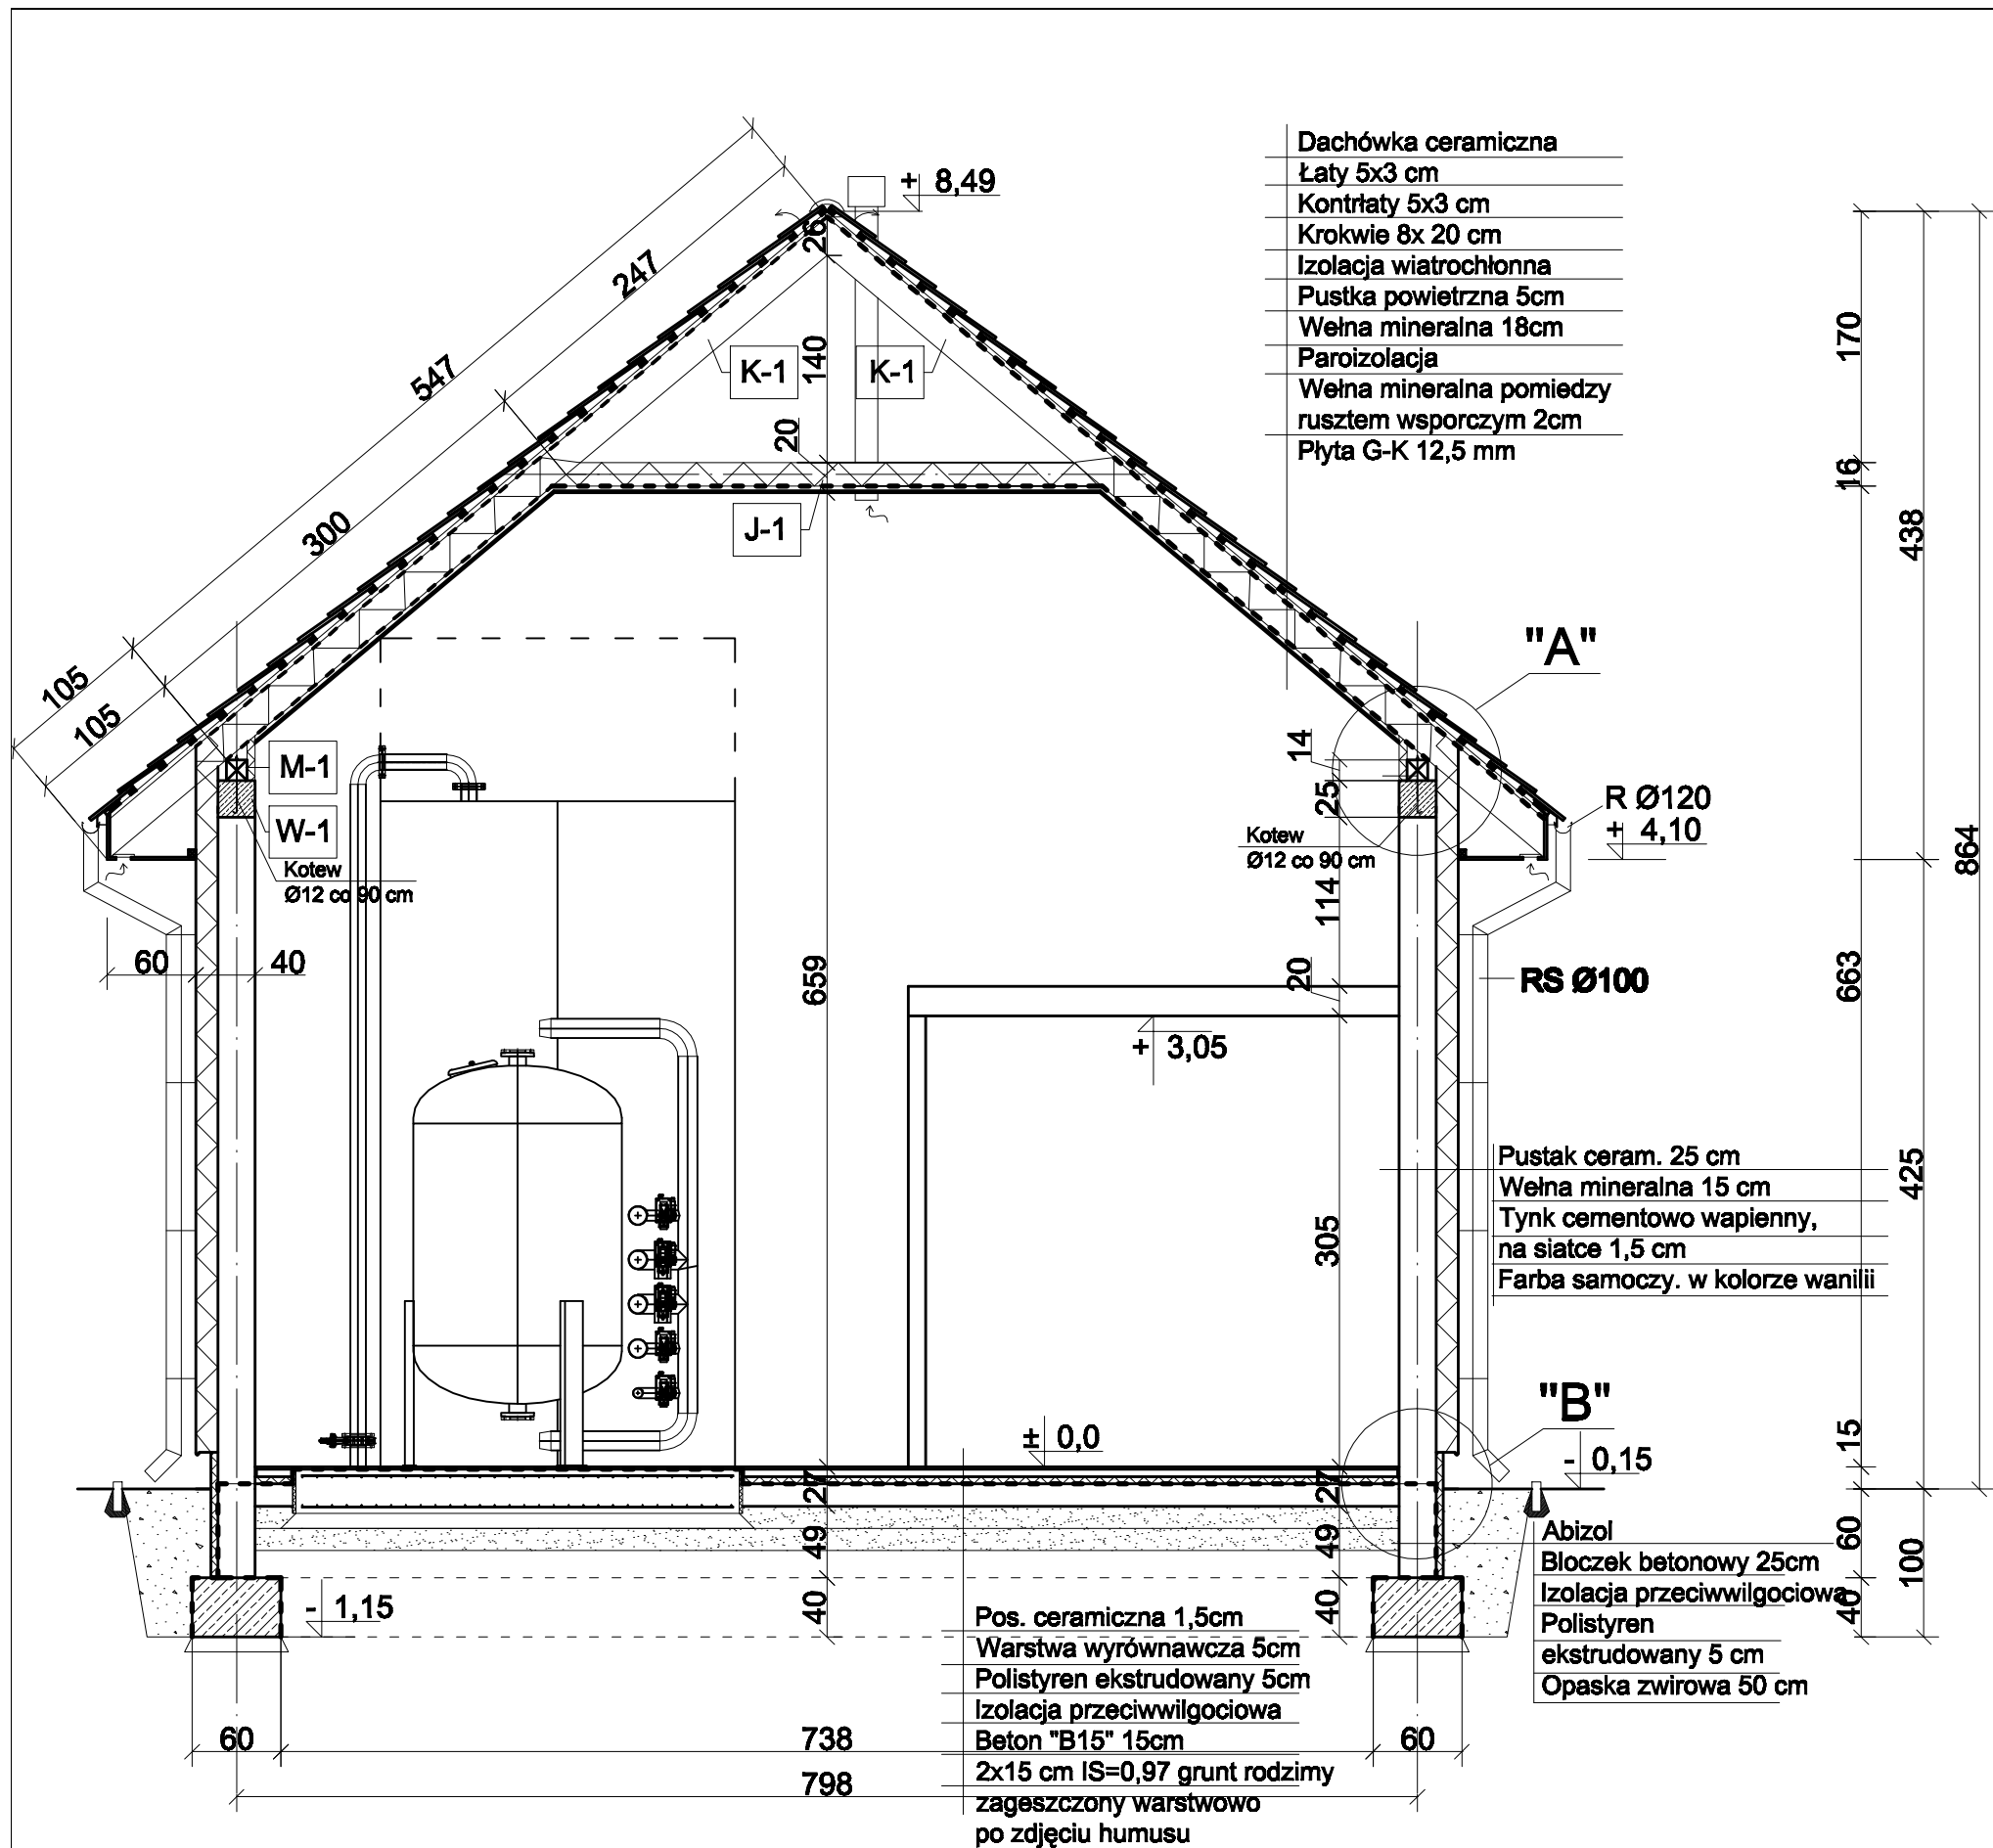 + 8,49
Dachówka ceramiczna
Łaty 5x3 cm
Kontrłaty 5x3 cm
Krokwie 8x 20 cm
Izolacja wiatrochłonna
Pustka powietrzna 5cm
Wełna mineralna 18cm
Paroizolacja
Wełna mineralna pomiedzy
rusztem wsporczym 2cm
Płyta G-K 12,5 mm
26
247
547
140
K-1
K-1
20
J-1
300
170
16
438
105
105
"A"
M-1
W-1
Kotew
Ø12 co 90 cm
14
25
Kotew
Ø12 co 90 cm
R Ø120
+ 4,10
864
114
60
40
659
20
RS Ø100
663
+ 3,05
Pustak ceram. 25 cm
Wełna mineralna 15 cm
Tynk cementowo wapienny,
na siatce 1,5 cm
Farba samoczy. w kolorze wanilii
425
305
"B"
± 0,0
- 0,15
15
27
27
49
49
40
40
60
40
100
- 1,15
Abizol
Bloczek betonowy 25cm
Izolacja przeciwwilgociowa
Polistyren
ekstrudowany 5 cm
Opaska zwirowa 50 cm
Pos. ceramiczna 1,5cm
Warstwa wyrównawcza 5cm
Polistyren ekstrudowany 5cm
Izolacja przeciwwilgociowa
Beton "B15" 15cm
2x15 cm IS=0,97 grunt rodzimy
zageszczony warstwowo
po zdjęciu humusu
60
738
60
798